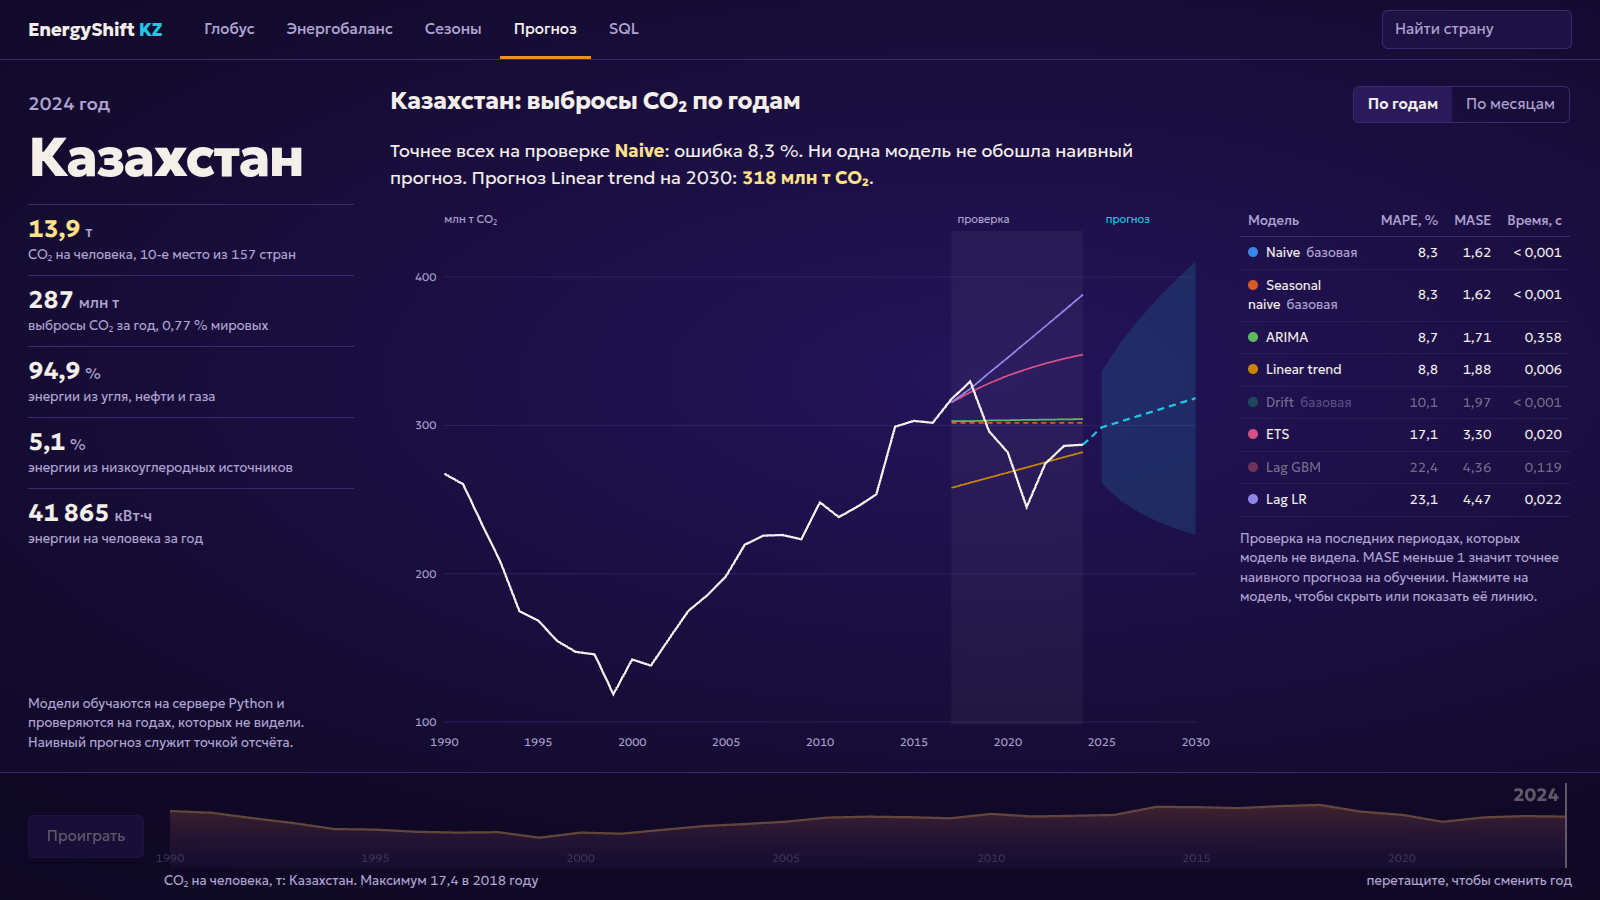 EnergyShift KZ
Глобус
Энергобаланс
Сезоны
Прогноз
SQL
Найти страну
2024 год
Казахстан
13,9 т
CO₂ на человека, 10-е место из 157 стран
287 млн т
выбросы CO₂ за год, 0,77 % мировых
94,9 %
энергии из угля, нефти и газа
5,1 %
энергии из низкоуглеродных источников
41 865 кВт·ч
энергии на человека за год
Модели обучаются на сервере Python и
проверяются на годах, которых не видели.
Наивный прогноз служит точкой отсчёта.
Казахстан: выбросы CO₂ по годам
По годам
По месяцам
Точнее всех на проверке Naive: ошибка 8,3 %. Ни одна модель не обошла наивный
прогноз. Прогноз Linear trend на 2030: 318 млн т CO₂.
млн т CO₂
проверка
прогноз
400
300
200
100
1990 1995 2000 2005 2010 2015 2020 2025 2030
Модель MAPE, % MASE Время, с
Naive базовая 8,3 1,62 < 0,001
Seasonal
naive базовая 8,3 1,62 < 0,001
ARIMA 8,7 1,71 0,358
Linear trend 8,8 1,88 0,006
Drift базовая 10,1 1,97 < 0,001
ETS 17,1 3,30 0,020
Lag GBM 22,4 4,36 0,119
Lag LR 23,1 4,47 0,022
Проверка на последних периодах, которых
модель не видела. MASE меньше 1 значит точнее
наивного прогноза на обучении. Нажмите на
модель, чтобы скрыть или показать её линию.
Проиграть
2024
1990 1995 2000 2005 2010 2015 2020
CO₂ на человека, т: Казахстан. Максимум 17,4 в 2018 году
перетащите, чтобы сменить год